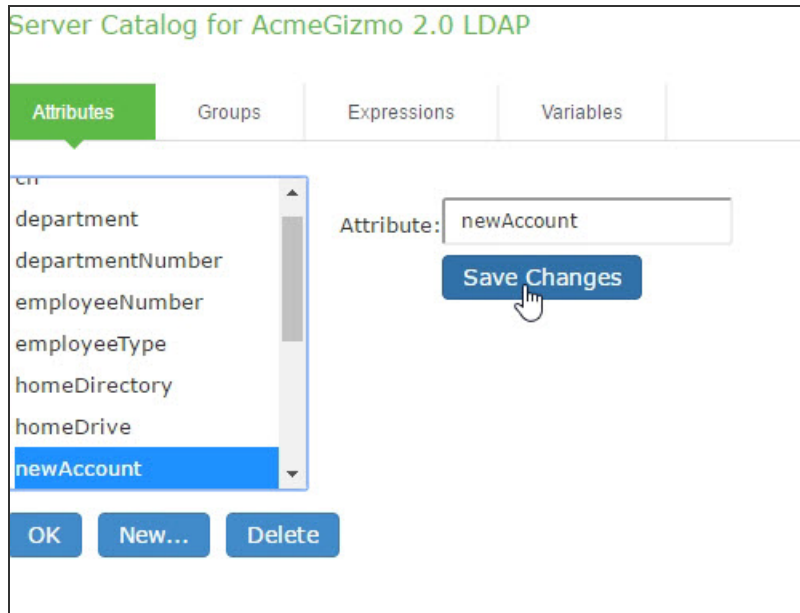 Server Catalog for AcmeGizmo 2.0 LDAP
Attributes Groups Expressions Variables
cn
department
departmentNumber
employeeNumber
employeeType
homeDirectory
homeDrive
newAccount
Attribute: newAccount
Save Changes
OK New... Delete